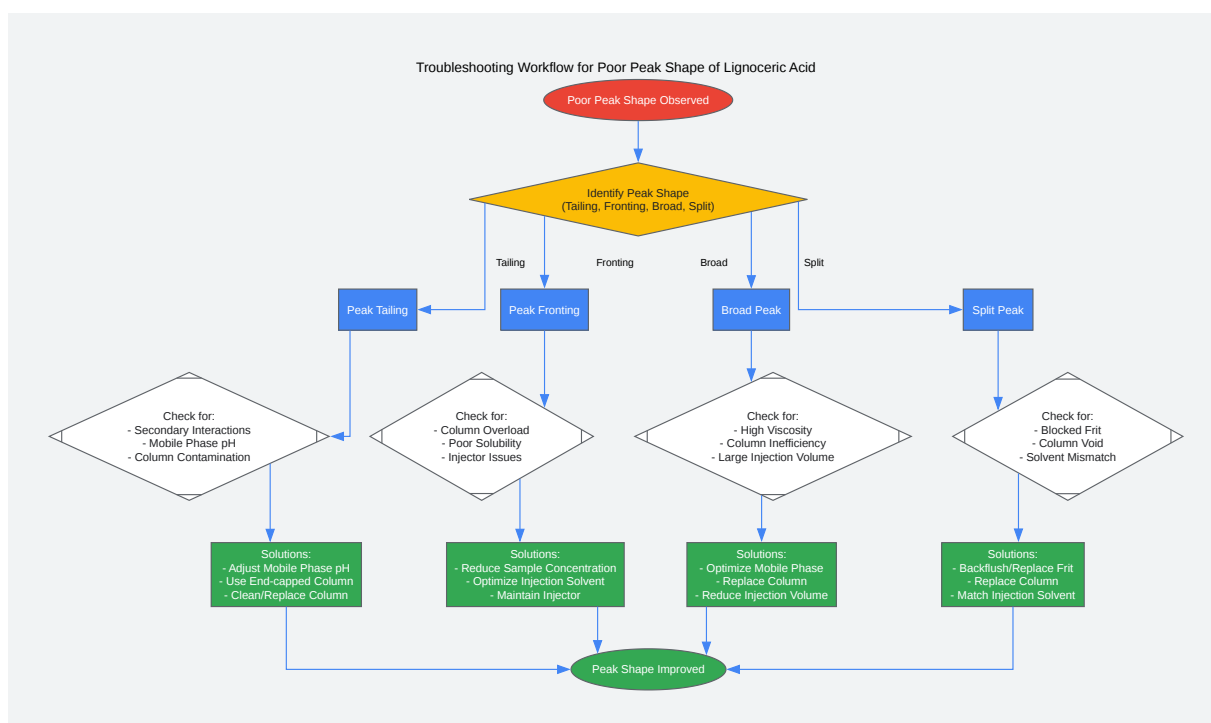 Troubleshooting Workflow for Poor Peak Shape of Lignoceric Acid
Poor Peak Shape Observed
Identify Peak Shape
(Tailing, Fronting, Broad, Split)
Tailing
Fronting
Broad
Split
Peak Tailing
Peak Fronting
Broad Peak
Split Peak
Check for:
- Secondary Interactions
- Mobile Phase pH
- Column Contamination
Check for:
- Column Overload
- Poor Solubility
- Injector Issues
Check for:
- High Viscosity
- Column Inefficiency
- Large Injection Volume
Check for:
- Blocked Frit
- Column Void
- Solvent Mismatch
Solutions:
- Adjust Mobile Phase pH
- Use End-capped Column
- Clean/Replace Column
Solutions:
- Reduce Sample Concentration
- Optimize Injection Solvent
- Maintain Injector
Solutions:
- Optimize Mobile Phase
- Replace Column
- Reduce Injection Volume
Solutions:
- Backflush/Replace Frit
- Replace Column
- Match Injection Solvent
Peak Shape Improved